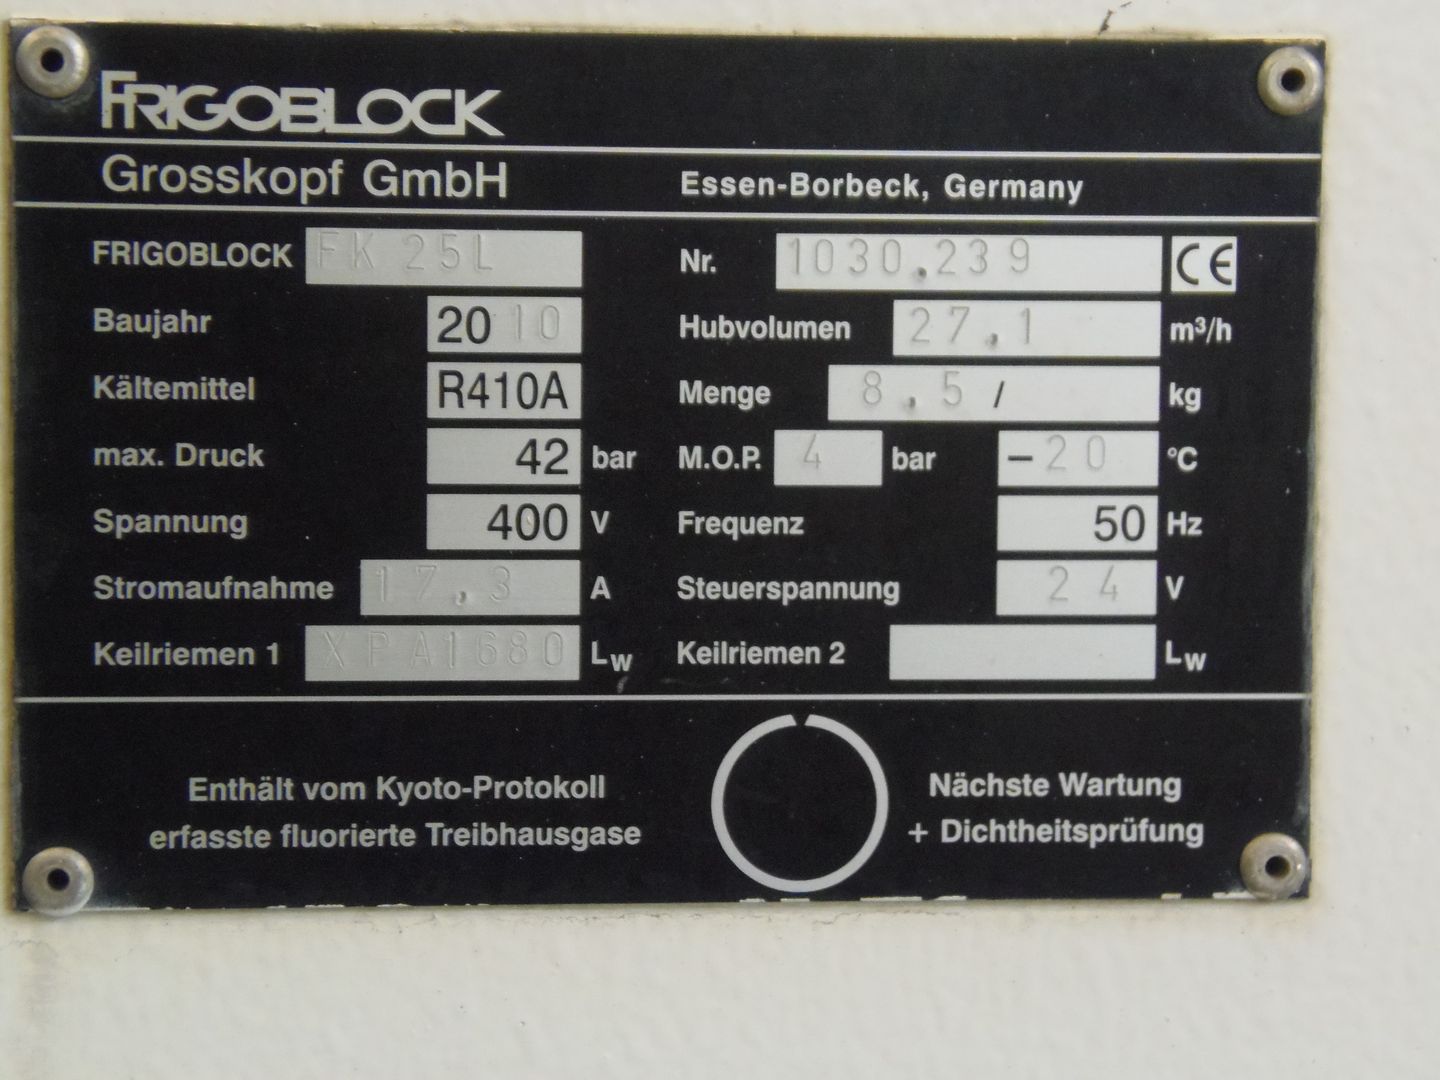 FRIGOBLOCK
Grosskopf GmbH Essen-Borbeck, Germany
FRIGOBLOCK FK 25L Nr. 1030.239 CE
Baujahr 2010 Hubvolumen 27,1 m³/h
Kältemittel R410A Menge 8,5 / kg
max. Druck 42 bar M.O.P. 4 bar -20 °C
Spannung 400 V Frequenz 50 Hz
Stromaufnahme 17,3 A Steuerspannung 24 V
Keilriemen 1 XPA1680 LW Keilriemen 2 LW
Enthält vom Kyoto-Protokoll Nächste Wartung
erfasste fluorierte Treibhausgase + Dichtheitsprüfung